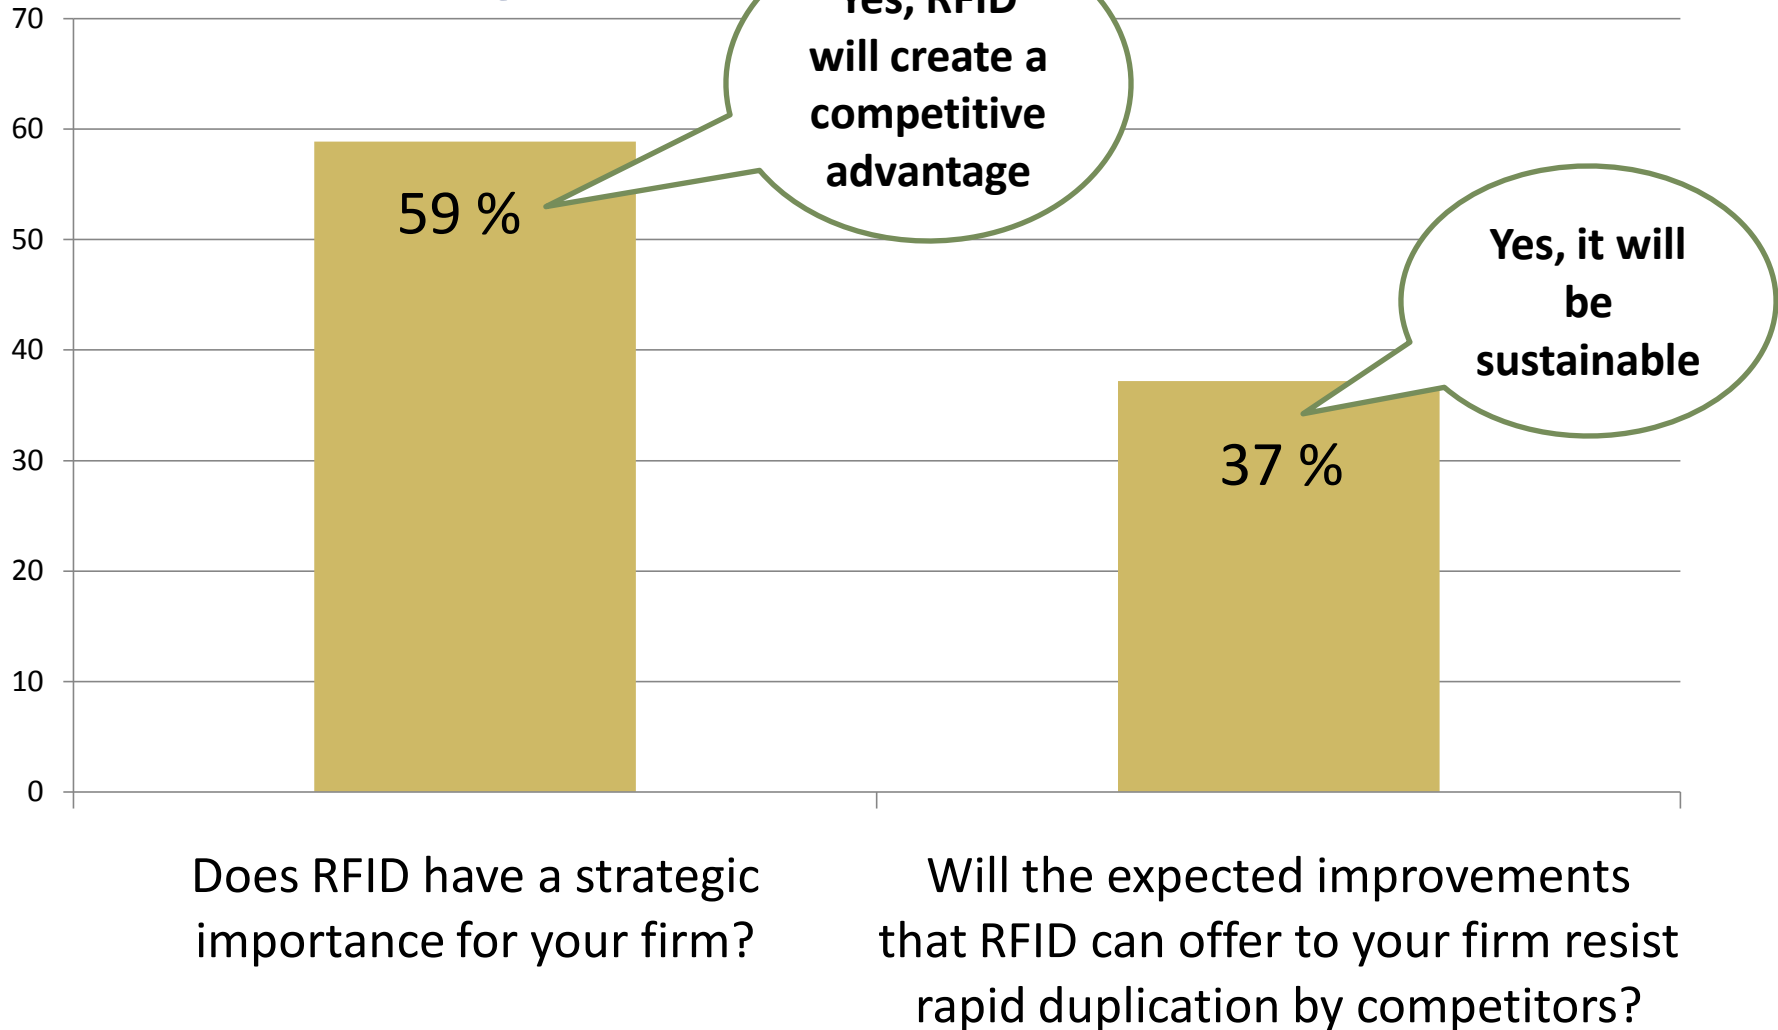 70
60
50
40
30
20
10
0
Yes, RFID
will create a
competitive
advantage
59 %
Yes, it will
be
sustainable
37 %
Does RFID have a strategic
importance for your firm?
Will the expected improvements
that RFID can offer to your firm resist
rapid duplication by competitors?